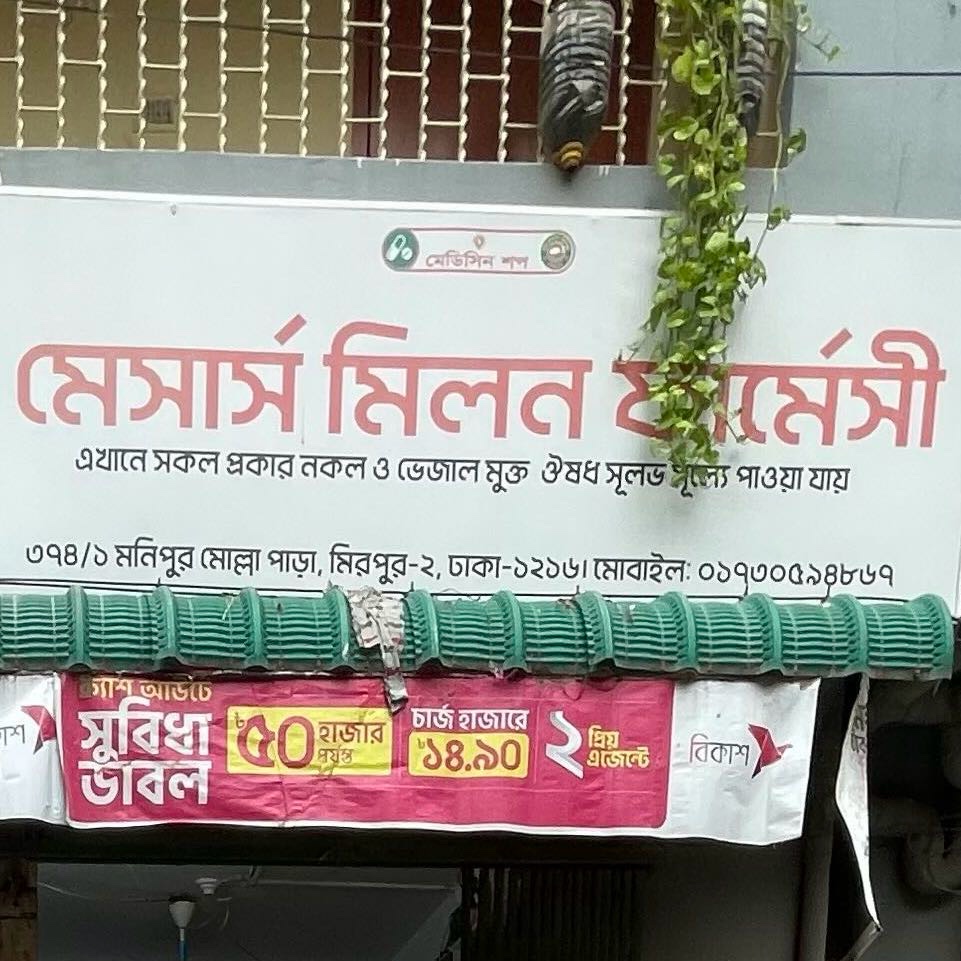 মেডিসিন শপ
মেসার্স মিলন ফার্মেসী
এখানে সকল প্রকার নকল ও ভেজাল মুক্ত ঔষধ সূলভ মূল্যে পাওয়া যায়
৩৭৪/১ মনিপুর মোল্লা পাড়া, মিরপুর-২, ঢাকা-১২১৬। মোবাইল: ০১৭৩০৫৯৪৮৬৭
ক্যাশ আউটে
সুবিধা
ডাবল
৳৫০ হাজার পর্যন্ত
চার্জ হাজারে
৳১৪.৯০
২ প্রিয় এজেন্টে
বিকাশ